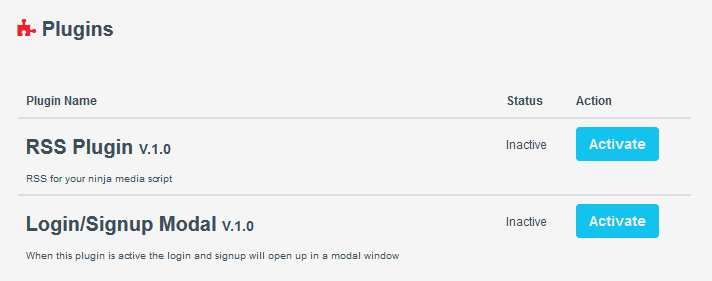 Plugins
Plugin Name Status Action
RSS Plugin V.1.0 Inactive Activate
RSS for your ninja media script
Login/Signup Modal V.1.0 Inactive Activate
When this plugin is active the login and signup will open up in a modal window